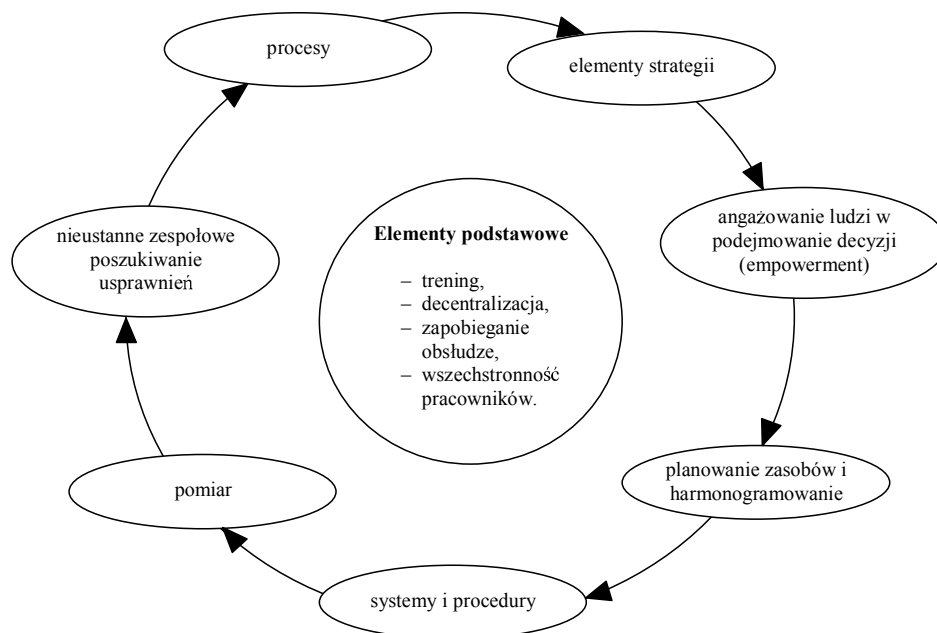 procesy
elementy strategii
angażowanie ludzi w
podejmowanie decyzji
(empowerment)
planowanie zasobów i
harmonogramowanie
systemy i procedury
pomiar
nieustanne zespołowe
poszukiwanie
usprawnień
Elementy podstawowe
– trening,
– decentralizacja,
– zapobieganie
obsłudze,
– wszechstronność
pracowników.